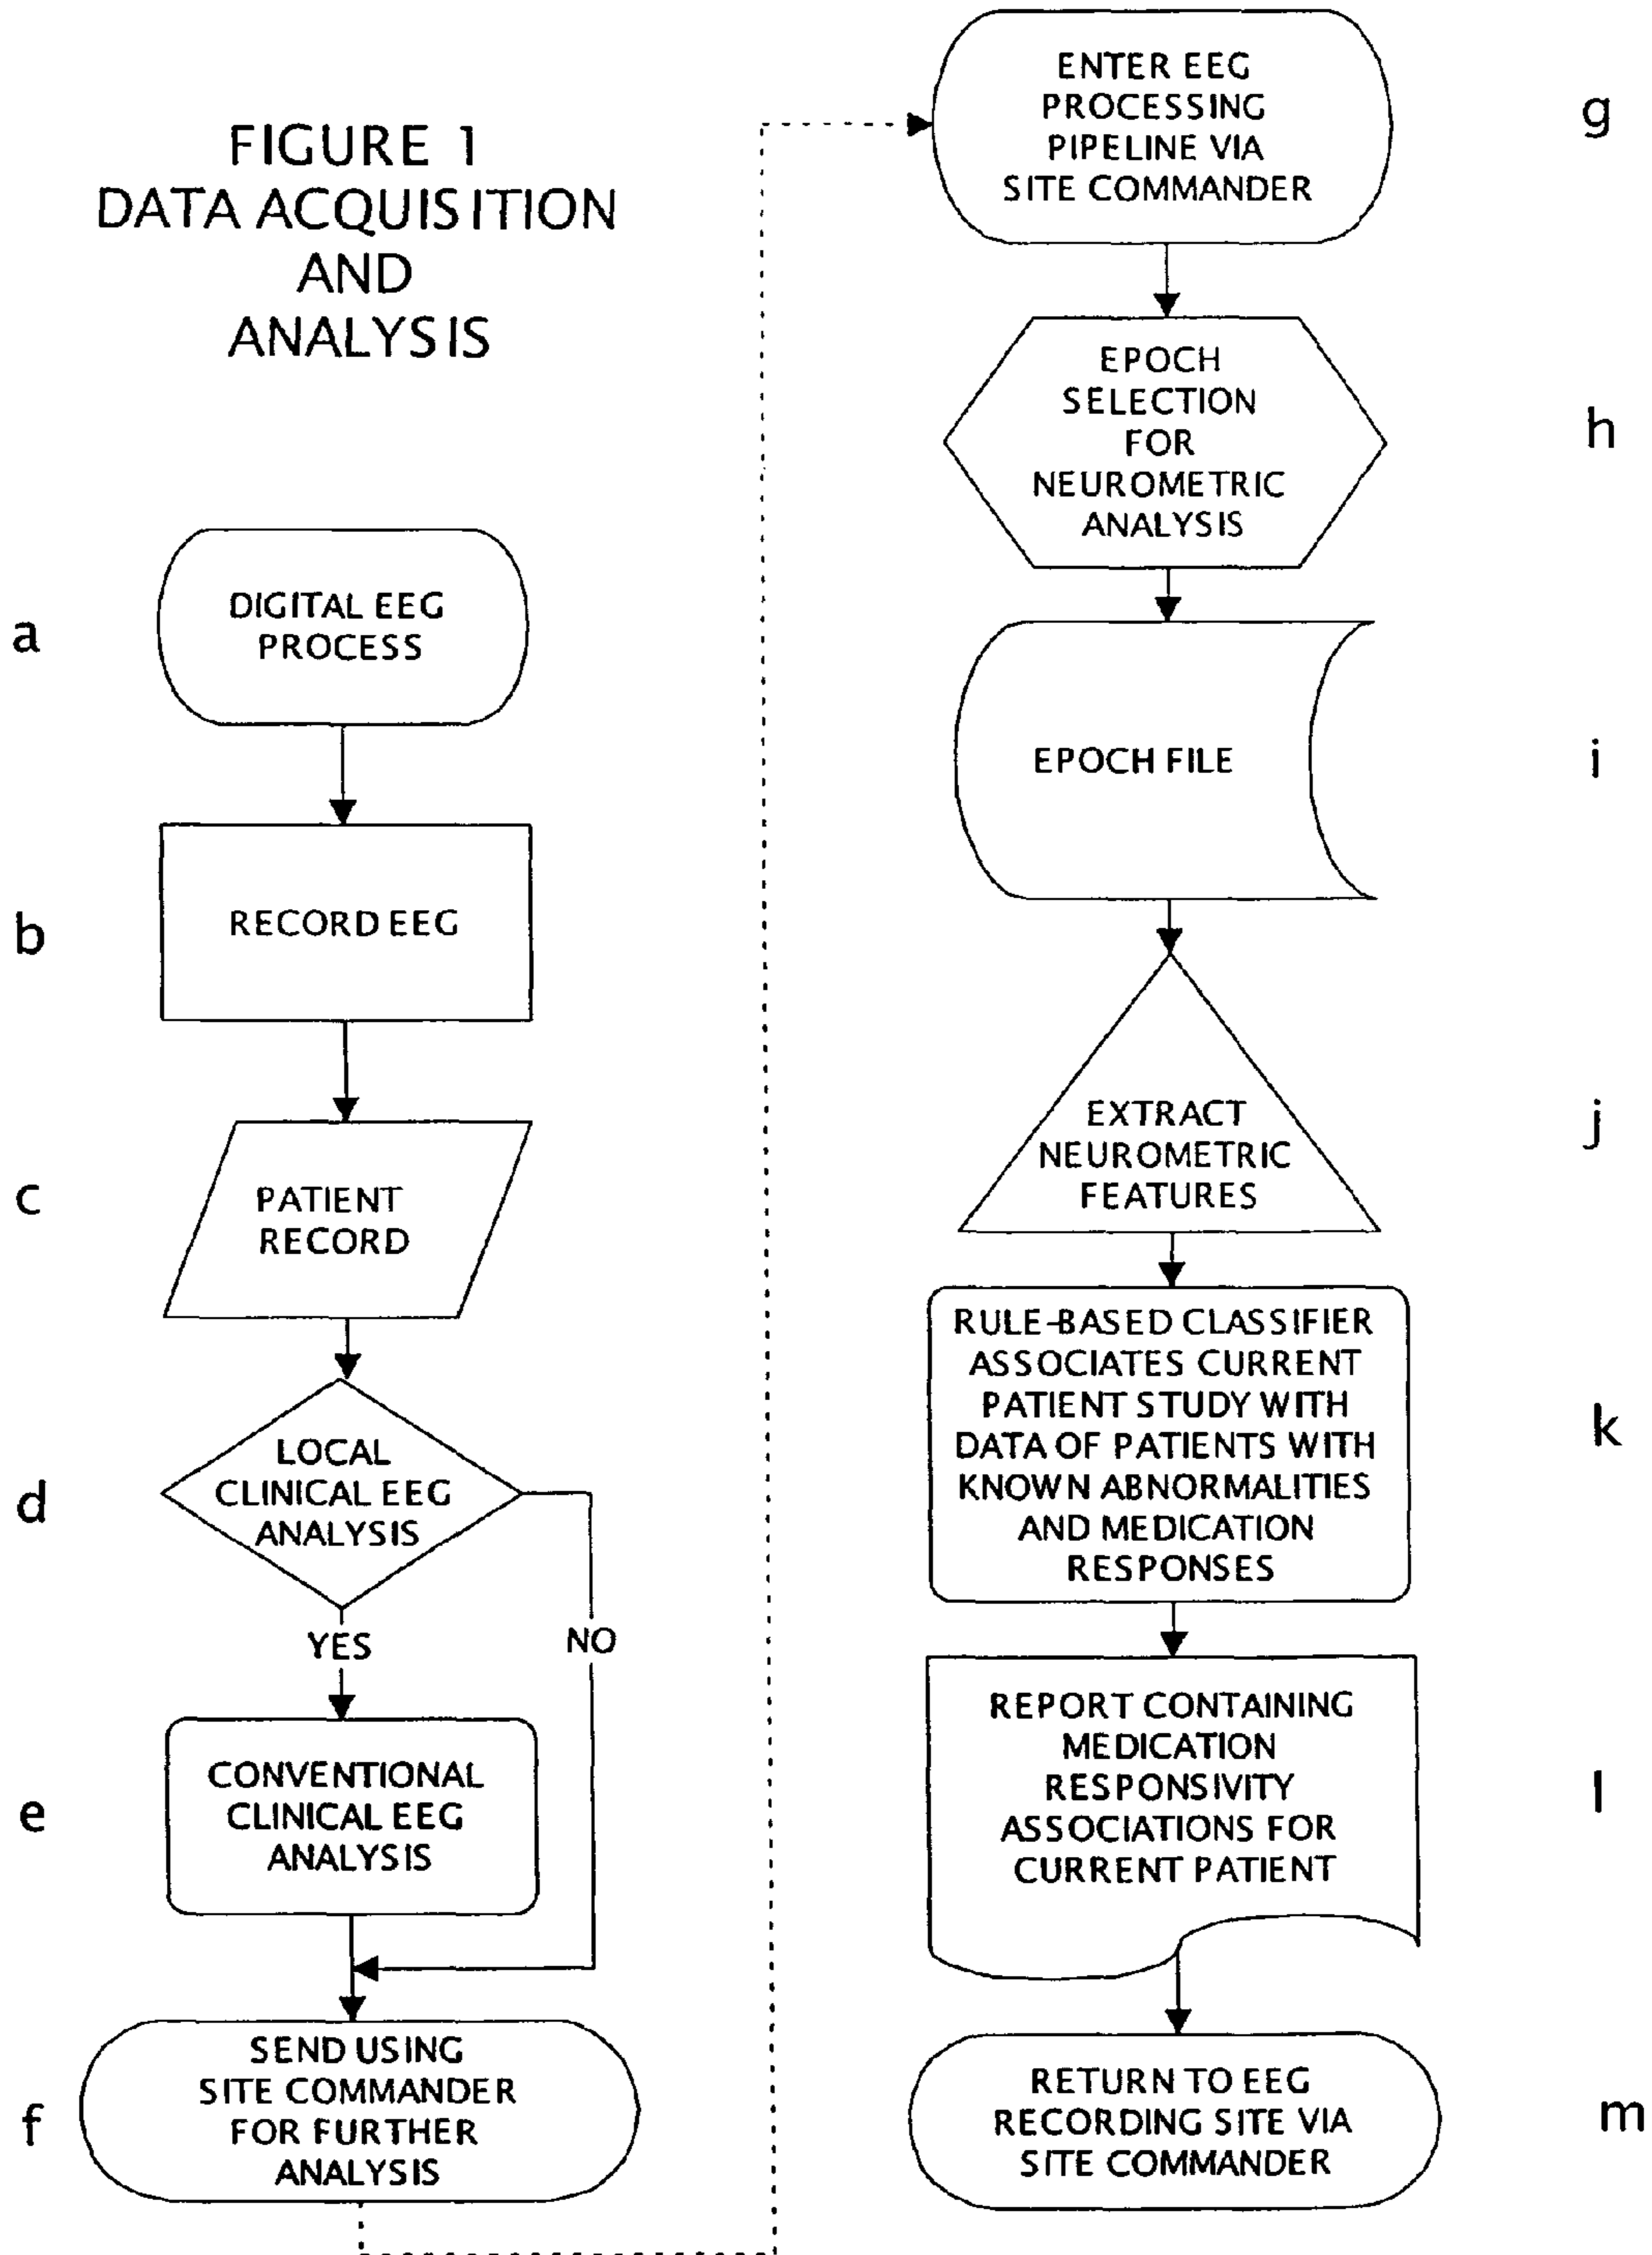 FIGURE 1
DATA ACQUISITION
AND
ANALYSIS
a
DIGITAL EEG
PROCESS
b
RECORD EEG
c
PATIENT
RECORD
d
LOCAL
CLINICAL EEG
ANALYSIS
YES
NO
e
CONVENTIONAL
CLINICAL EEG
ANALYSIS
f
SEND USING
SITE COMMANDER
FOR FURTHER
ANALYSIS
ENTER EEG
PROCESSING
PIPELINE VIA
SITE COMMANDER
g
EPOCH
SELECTION
FOR
NEUROMETRIC
ANALYSIS
h
EPOCH FILE
i
EXTRACT
NEUROMETRIC
FEATURES
j
RULE-BASED CLASSIFIER
ASSOCIATES CURRENT
PATIENT STUDY WITH
DATA OF PATIENTS WITH
KNOWN ABNORMALITIES
AND MEDICATION
RESPONSES
k
REPORT CONTAINING
MEDICATION
RESPONSIVITY
ASSOCIATIONS FOR
CURRENT PATIENT
l
RETURN TO EEG
RECORDING SITE VIA
SITE COMMANDER
m